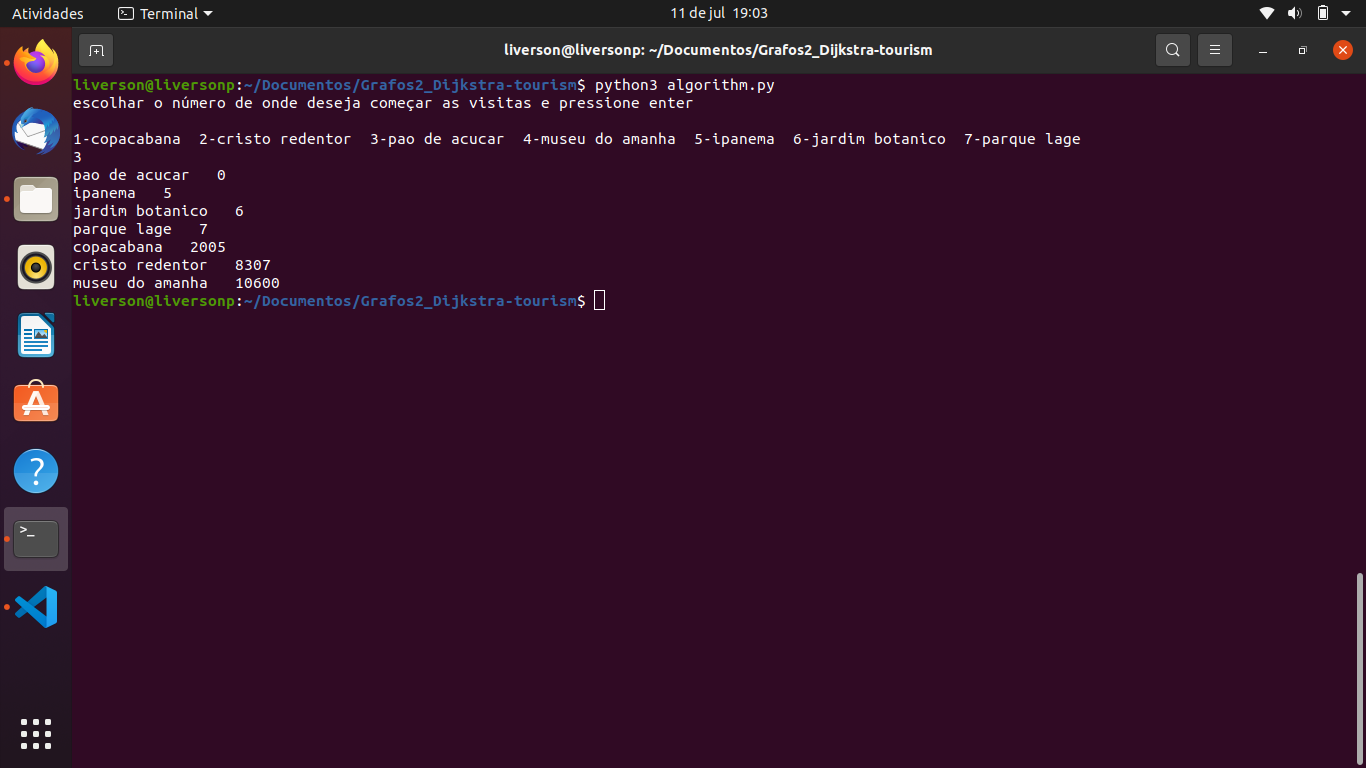 Atividades Terminal 11 de jul 19:03
liverson@liversonp: ~/Documentos/Grafos2_Dijkstra-tourism
liverson@liversonp:~/Documentos/Grafos2_Dijkstra-tourism$ python3 algorithm.py
escolhar o número de onde deseja começar as visitas e pressione enter
1-copacabana 2-cristo redentor 3-pao de acucar 4-museu do amanha 5-ipanema 6-jardim botanico 7-parque lage
3
pao de acucar 0
ipanema 5
jardim botanico 6
parque lage 7
copacabana 2005
cristo redentor 8307
museu do amanha 10600
liverson@liversonp:~/Documentos/Grafos2_Dijkstra-tourism$